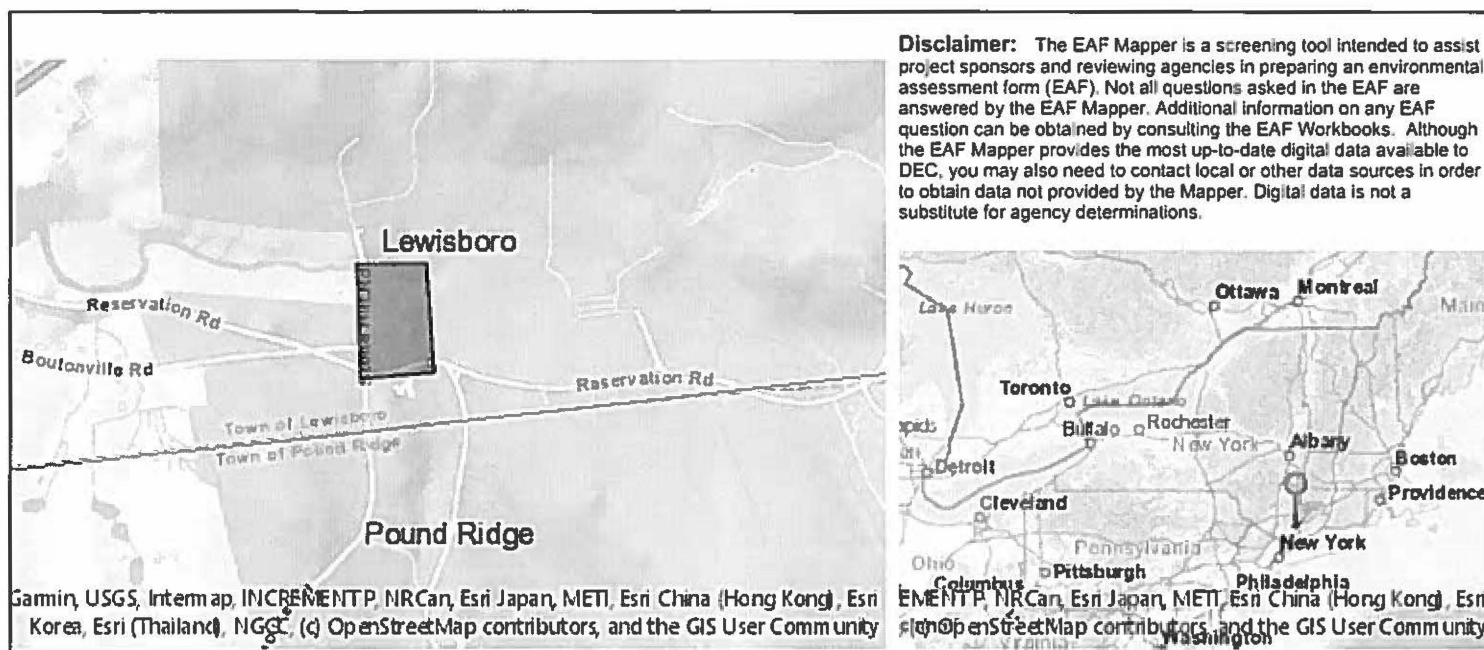 Disclaimer: The EAF Mapper is a screening tool intended to assist
project sponsors and reviewing agencies in preparing an environmental
assessment form (EAF). Not all questions asked in the EAF are
answered by the EAF Mapper. Additional information on any EAF
question can be obtained by consulting the EAF Workbooks. Although
the EAF Mapper provides the most up-to-date digital data available to
DEC, you may also need to contact local or other data sources in order
to obtain data not provided by the Mapper. Digital data is not a
substitute for agency determinations.
Lewisboro
Reservation Rd
Boutonville Rd
Reservation Rd
Town of Lewisboro
Town of Pound Ridge
Pound Ridge
Garmin, USGS, Intermap, INCREMENT P, NRCan, Esri Japan, METI, Esri China (Hong Kong), Esri
Korea, Esri (Thailand), NGCC, (c) OpenStreetMap contributors, and the GIS User Community
Ottawa
Montreal
Lake Huron
Main
Toronto
Lake Ontario
Rochester
Buffalo
New York
Albany
apids
Detroit
Boston
Providence
Cleveland
New York
Pennsylvania
Ohio
Pittsburgh
Columbus
Philadelphia
EMENT P, NRCan, Esri Japan, METI, Esri China (Hong Kong), Esri
OpenStreetMap contributors, and the GIS User Community
Washington